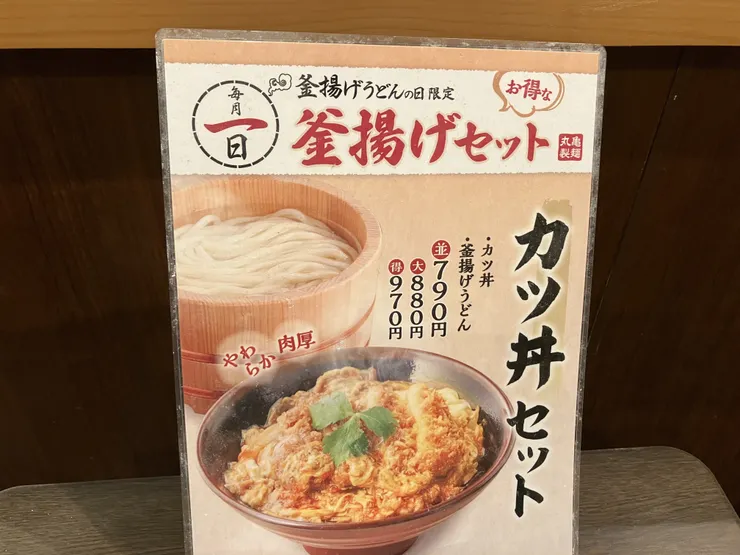 毎月
一
日
釜揚げうどんの日限定
お得な
釜揚げセット
丸亀
製麺
カツ丼セット
・カツ丼
・釜揚げうどん
並790円
大880円
得970円
やわらか
肉厚